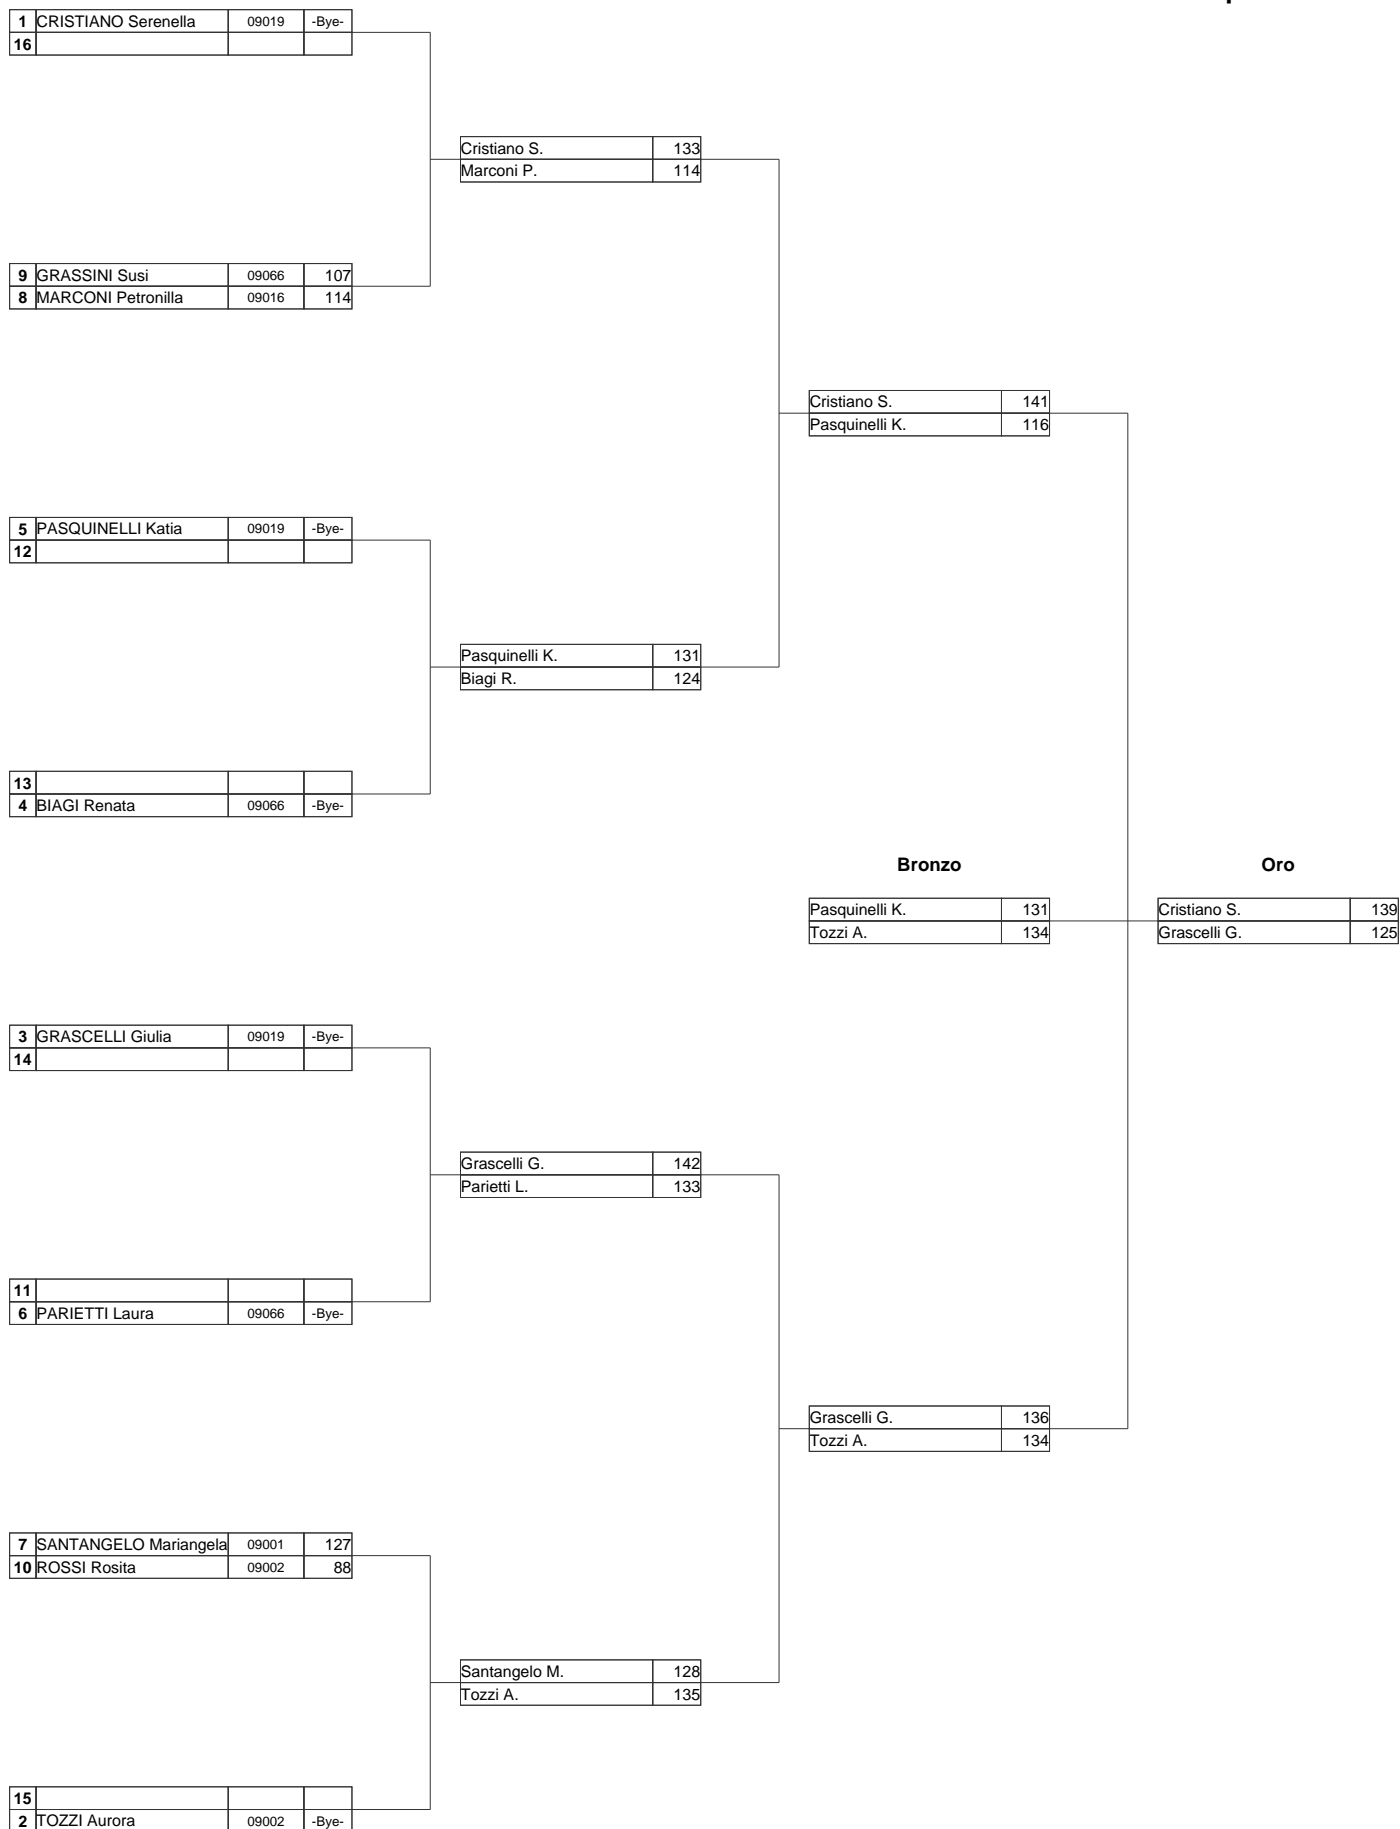 1 CRISTIANO Serenella 09019 -Bye-
16
Cristiano S. 133
Marconi P. 114
9 GRASSINI Susi 09066 107
8 MARCONI Petronilla 09016 114
Cristiano S. 141
Pasquinelli K. 116
5 PASQUINELLI Katia 09019 -Bye-
12
Pasquinelli K. 131
Biagi R. 124
13
4 BIAGI Renata 09066 -Bye-
Bronzo Oro
Pasquinelli K. 131 Cristiano S. 139
Tozzi A. 134 Grascelli G. 125
3 GRASCELLI Giulia 09019 -Bye-
14
Grascelli G. 142
Parietti L. 133
11
6 PARIETTI Laura 09066 -Bye-
Grascelli G. 136
Tozzi A. 134
7 SANTANGELO Mariangela 09001 127
10 ROSSI Rosita 09002 88
Santangelo M. 128
Tozzi A. 135
15
2 TOZZI Aurora 09002 -Bye-